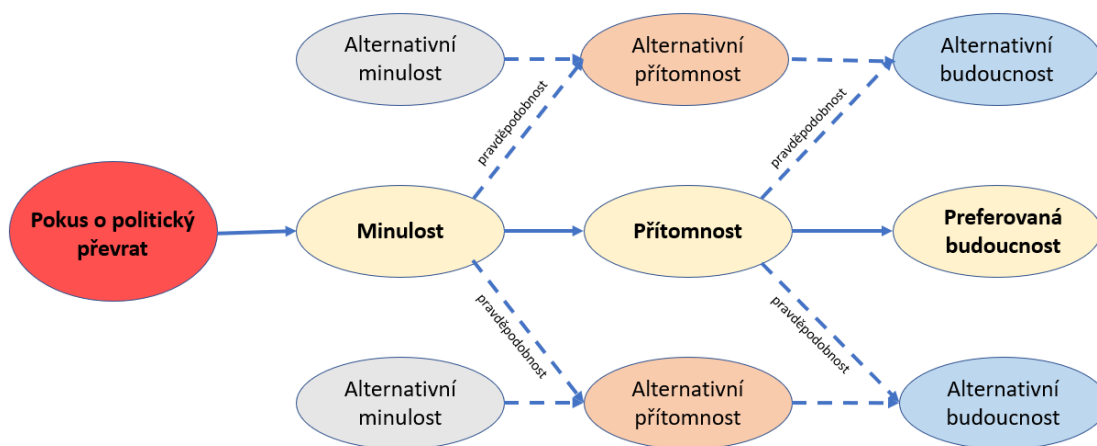 Alternativní
minulost
Alternativní
přítomnost
Alternativní
budoucnost
pravděpodobnost
pravděpodobnost
Pokus o politický
převrat
Minulost
Přítomnost
Preferovaná
budoucnost
pravděpodobnost
pravděpodobnost
Alternativní
minulost
Alternativní
přítomnost
Alternativní
budoucnost